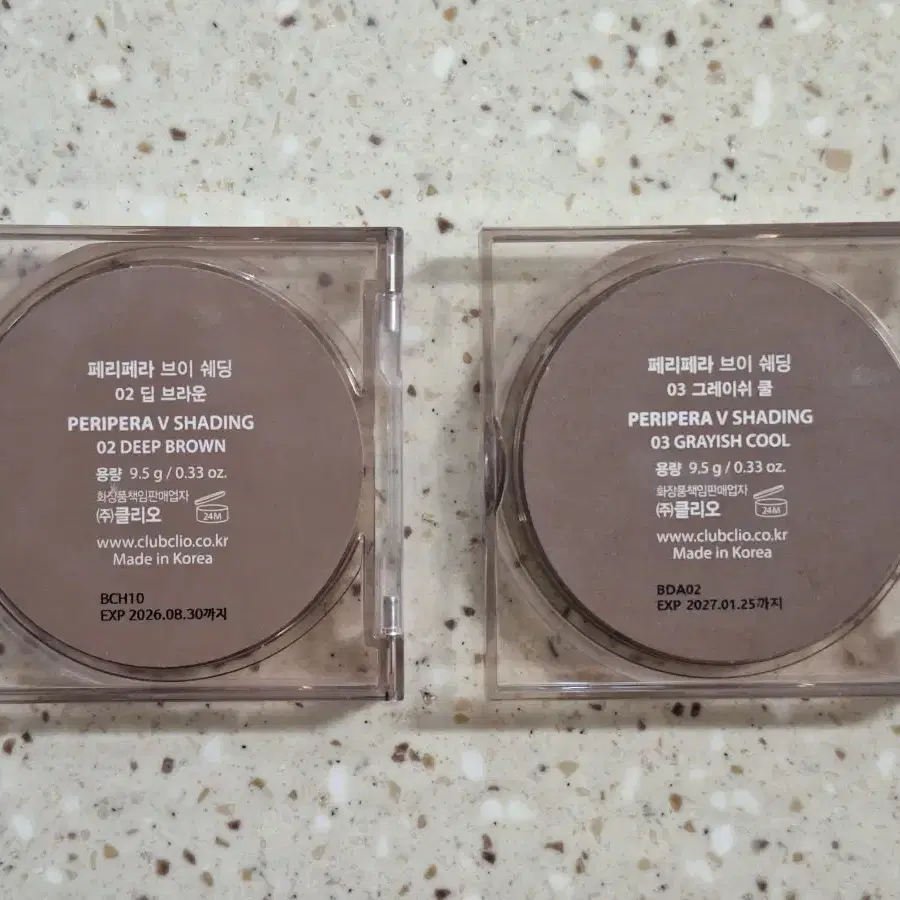 페리페라 브이 쉐딩
02 딥 브라운
PERIPERA V SHADING
02 DEEP BROWN
용량 9.5 g / 0.33 oz.
화장품책임판매업자
㈜클리오
24M
www.clubclio.co.kr
Made in Korea
BCH10
EXP 2026.08.30까지
페리페라 브이 쉐딩
03 그레이쉬 쿨
PERIPERA V SHADING
03 GRAYISH COOL
용량 9.5 g / 0.33 oz.
화장품책임판매업자
㈜클리오
24M
www.clubclio.co.kr
Made in Korea
BDA02
EXP 2027.01.25까지